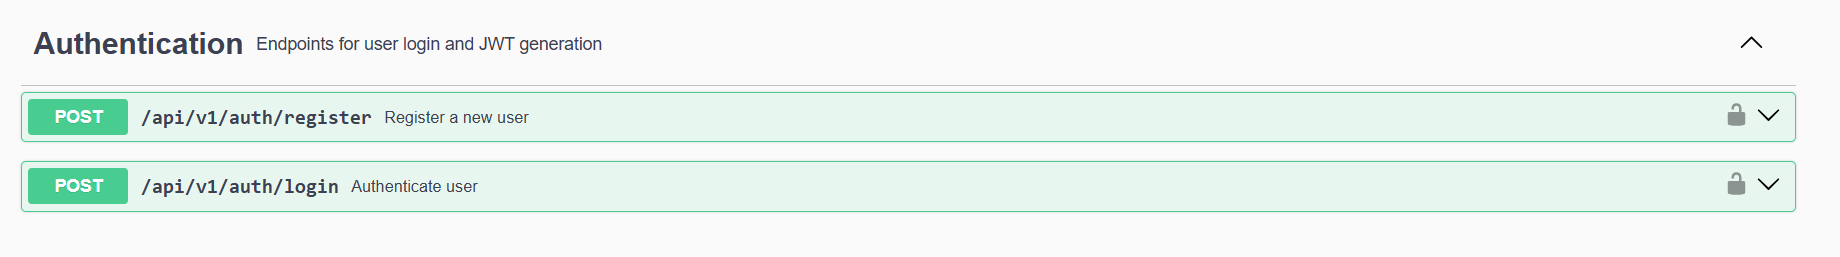 Authentication Endpoints for user login and JWT generation
POST /api/v1/auth/register Register a new user
POST /api/v1/auth/login Authenticate user